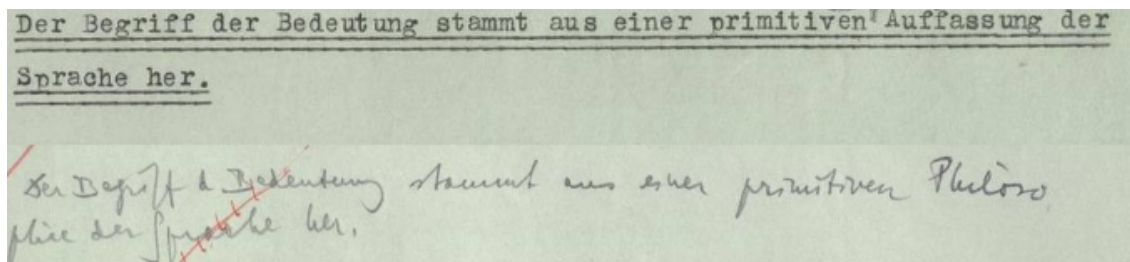 Der Begriff der Bedeutung stammt aus einer primitiven Auffassung der
Sprache her.
Der Begriff d Bedeutung stammt aus einer primitiven Philoso
phie der Sprache her.